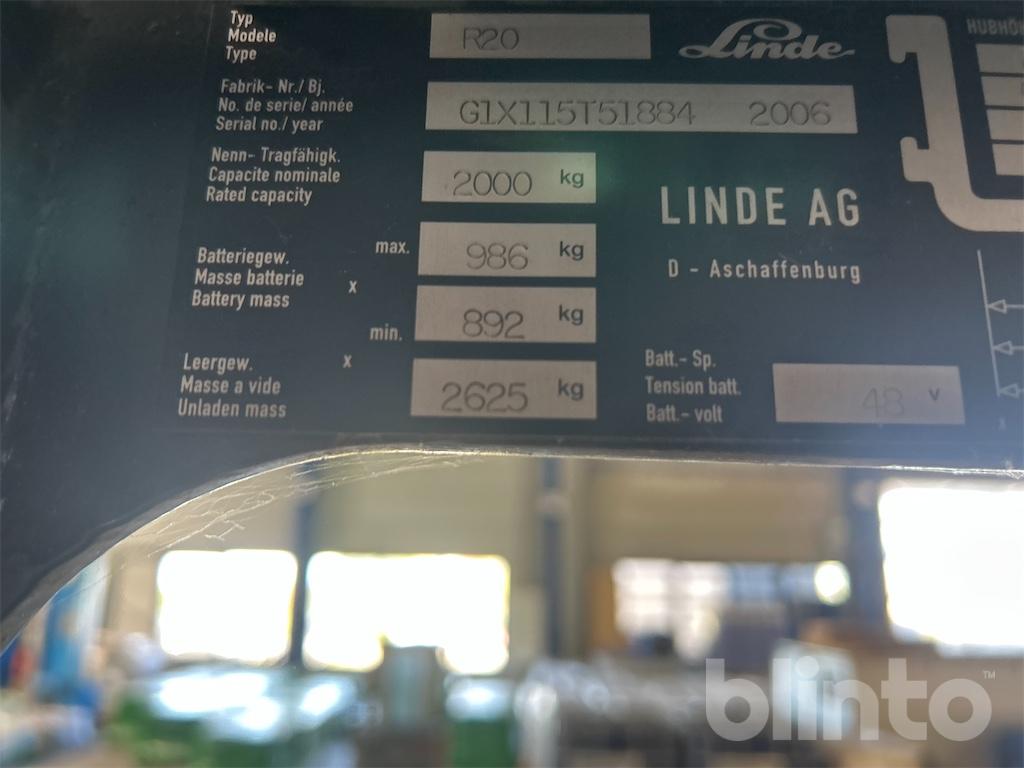 Typ
Modele
Type
R20
Linde
HUBHÖ
Fabrik- Nr./ Bj.
No. de serie/ année
Serial no./ year
G1X115T51884 2006
Nenn- Tragfähigk.
Capacite nominale
Rated capacity
2000 kg
LINDE AG
D - Aschaffenburg
Batteriegew.
Masse batterie x
Battery mass
max.
986 kg
min.
892 kg
Leergew. x
Masse a vide
Unladen mass
2625 kg
Batt.- Sp.
Tension batt.
Batt.- volt
48 V
blinto™